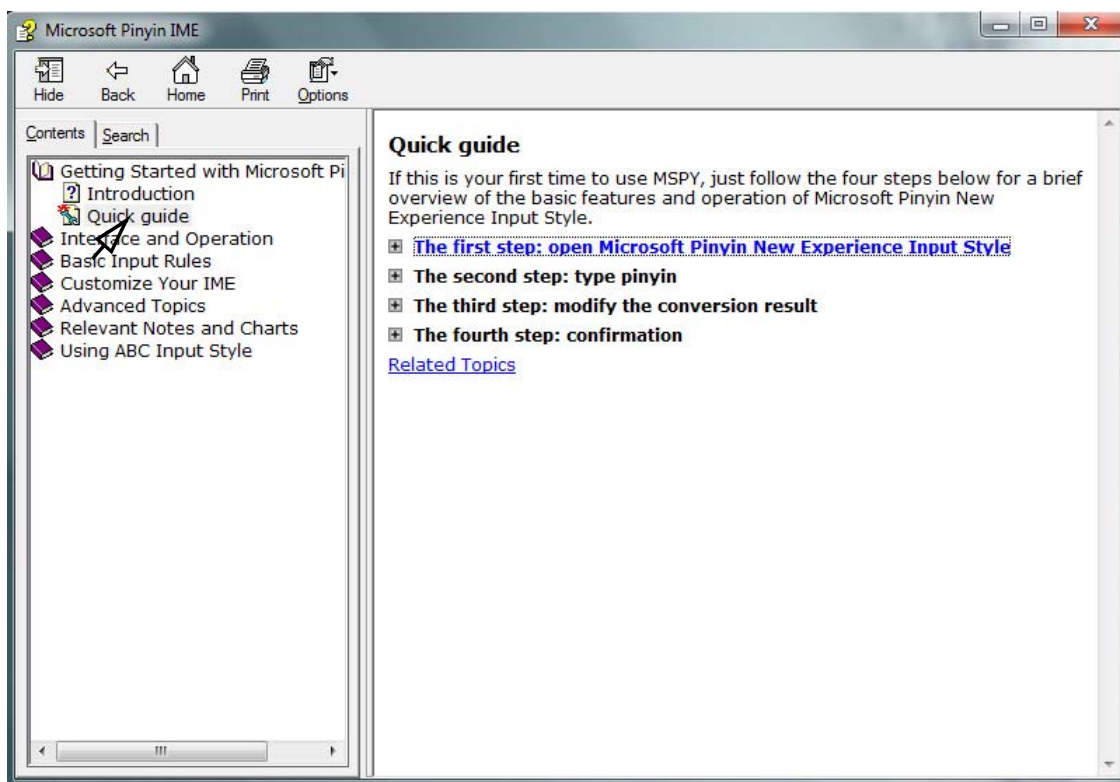 Microsoft Pinyin IME
Hide Back Home Print Options
Contents Search
Getting Started with Microsoft Pi
Introduction
Quick guide
Interface and Operation
Basic Input Rules
Customize Your IME
Advanced Topics
Relevant Notes and Charts
Using ABC Input Style
Quick guide
If this is your first time to use MSPY, just follow the four steps below for a brief
overview of the basic features and operation of Microsoft Pinyin New
Experience Input Style.
The first step: open Microsoft Pinyin New Experience Input Style
The second step: type pinyin
The third step: modify the conversion result
The fourth step: confirmation
Related Topics